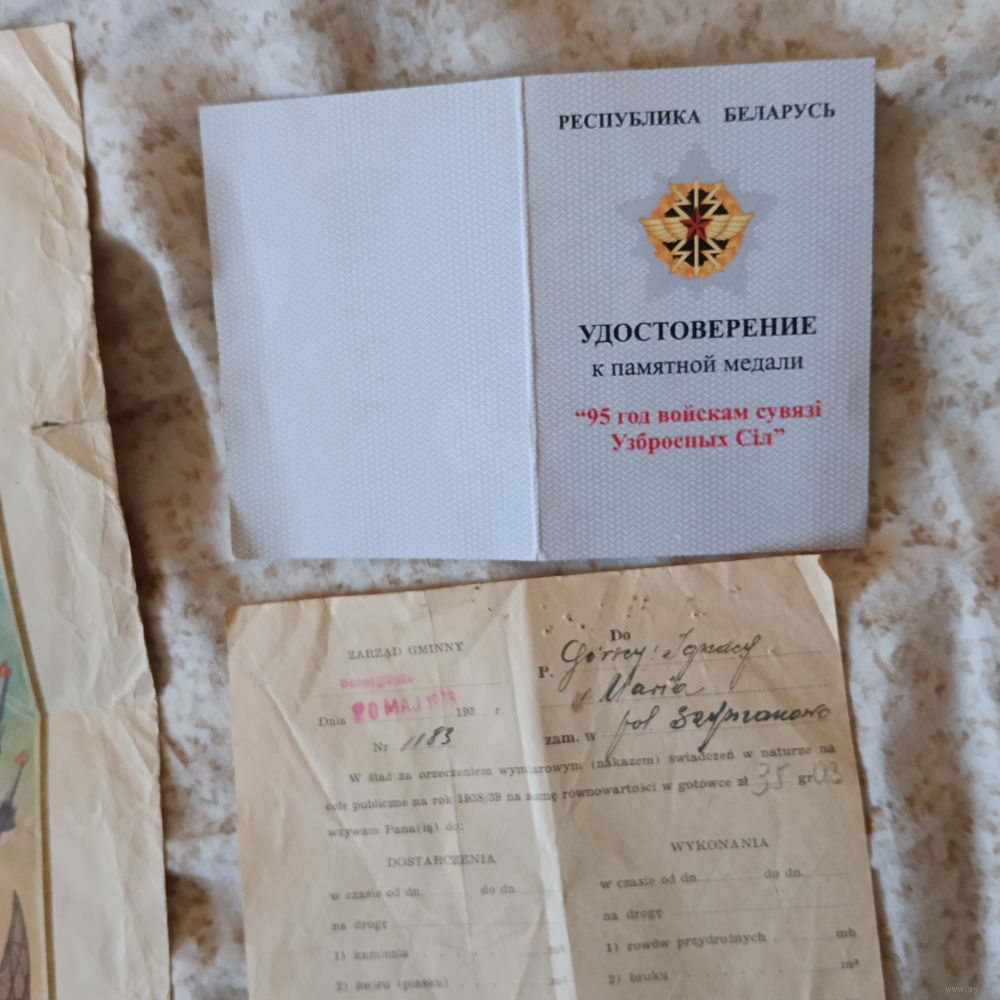 РЕСПУБЛИКА БЕЛАРУСЬ
УДОСТОВЕРЕНИЕ
к памятной медали
“95 год войскам сувязі
Узброеных Сіл”
ZARZĄD GMINNY
Dnia 20 MAJ 193 r.
Nr 1183
Do
P. Ignacy
i Maria
zam. w fol
W ślad za orzeczeniem wymiarowym (nakazem) świadczeń w naturze na
cele publiczne na rok 1938/39 na sumę równowartości w gotówce zł 35 gr 03
wzywam Pana(ią) do:
DOSTARCZENIA
w czasie od dn. do dn.
na drogę
1) kamienia m³
2) żwiru (piasku) m³
WYKONANIA
w czasie od dn. do dn.
na drogę
1) rowów przydrożnych . mb
2) bruku . . . . . m²